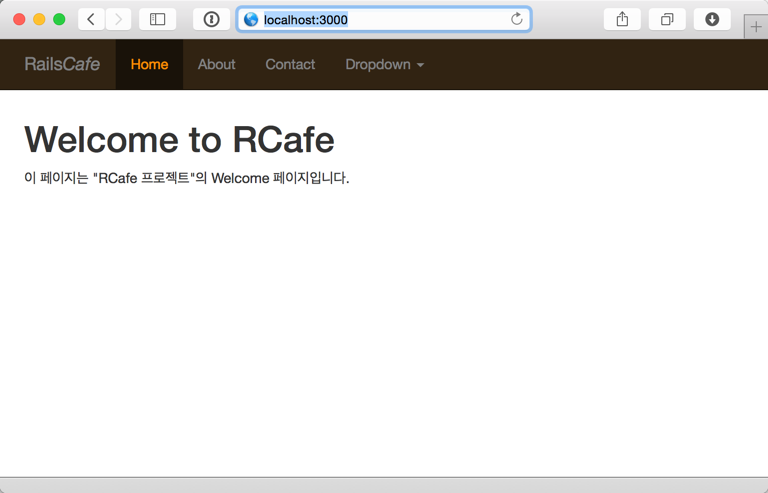 localhost:3000
RailsCafe Home About Contact Dropdown
Welcome to RCafe
이 페이지는 "RCafe 프로젝트"의 Welcome 페이지입니다.